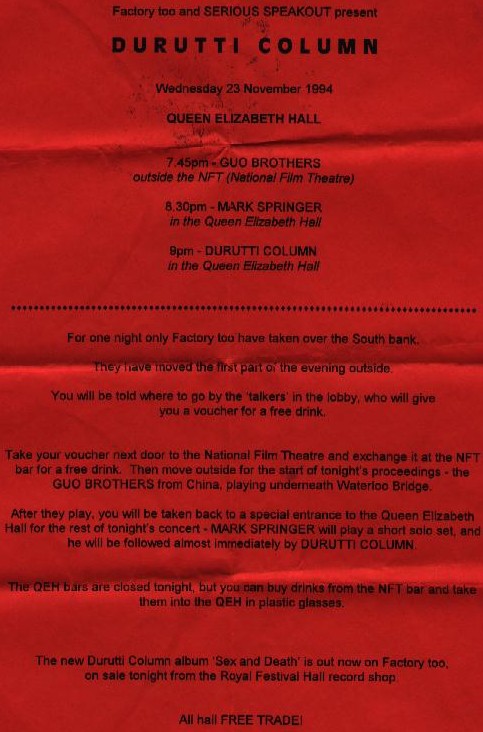 Factory too and SERIOUS SPEAKOUT present
DURUTTI COLUMN
Wednesday 23 November 1994
QUEEN ELIZABETH HALL
7.45pm - GUO BROTHERS
outside the NFT (National Film Theatre)
8.30pm - MARK SPRINGER
in the Queen Elizabeth Hall
9pm - DURUTTI COLUMN
in the Queen Elizabeth Hall
For one night only Factory too have taken over the South bank.
They have moved the first part of the evening outside.
You will be told where to go by the 'talkers' in the lobby, who will give
you a voucher for a free drink.
Take your voucher next door to the National Film Theatre and exchange it at the NFT
bar for a free drink. Then move outside for the start of tonight's proceedings - the
GUO BROTHERS from China, playing underneath Waterloo Bridge.
After they play, you will be taken back to a special entrance to the Queen Elizabeth
Hall for the rest of tonight's concert - MARK SPRINGER will play a short solo set, and
he will be followed almost immediately by DURUTTI COLUMN.
The QEH bars are closed tonight, but you can buy drinks from the NFT bar and take
them into the QEH in plastic glasses.
The new Durutti Column album 'Sex and Death' is out now on Factory too,
on sale tonight from the Royal Festival Hall record shop.
All hail FREE TRADE!